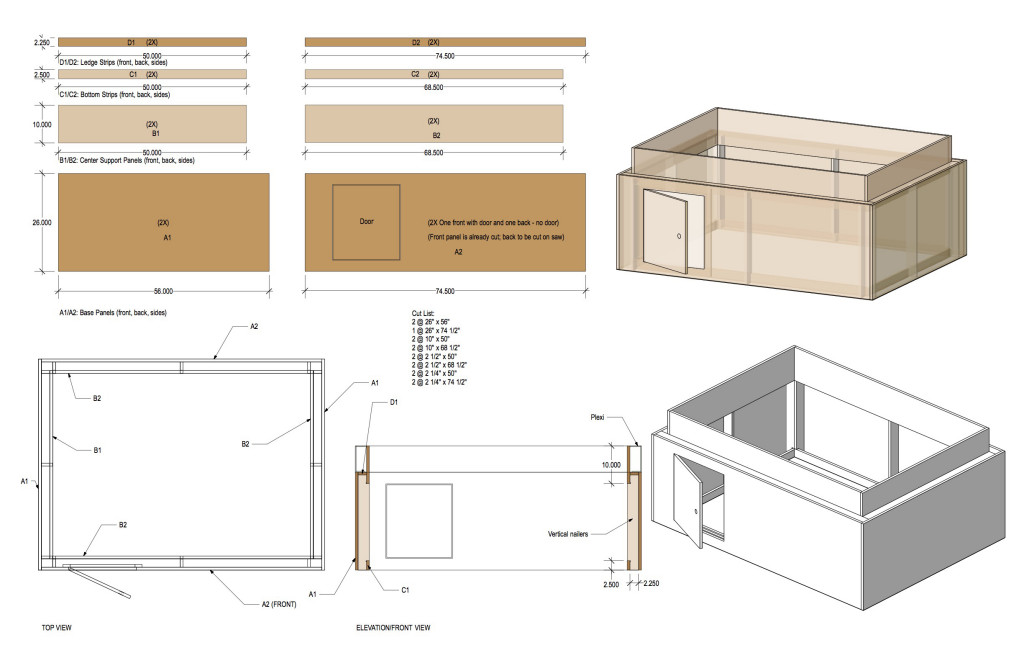 2.250
D1 (2X)
D2 (2X)
50.000
74.500
D1/D2: Ledge Strips (front, back, sides)
2.500
C1 (2X)
C2 (2X)
50.000
68.500
C1/C2: Bottom Strips (front, back, sides)
10.000
(2X)
B1
(2X)
B2
50.000
68.500
B1/B2: Center Support Panels (front, back, sides)
26.000
(2X)
A1
Door
(2X One front with door and one back - no door)
(Front panel is already cut; back to be cut on saw)
A2
56.000
74.500
A1/A2: Base Panels (front, back, sides)
Cut List:
2 @ 26" x 56"
1 @ 26" x 74 1/2"
2 @ 10" x 50"
2 @ 10" x 68 1/2"
2 @ 2 1/2" x 50"
2 @ 2 1/2" x 68 1/2"
2 @ 2 1/4" x 50"
2 @ 2 1/4" x 74 1/2"
A2
A1
B2
B1
B2
A1
B2
A2 (FRONT)
TOP VIEW
D1
Plexi
10.000
Vertical nailers
2.500
2.250
A1
C1
ELEVATION/FRONT VIEW